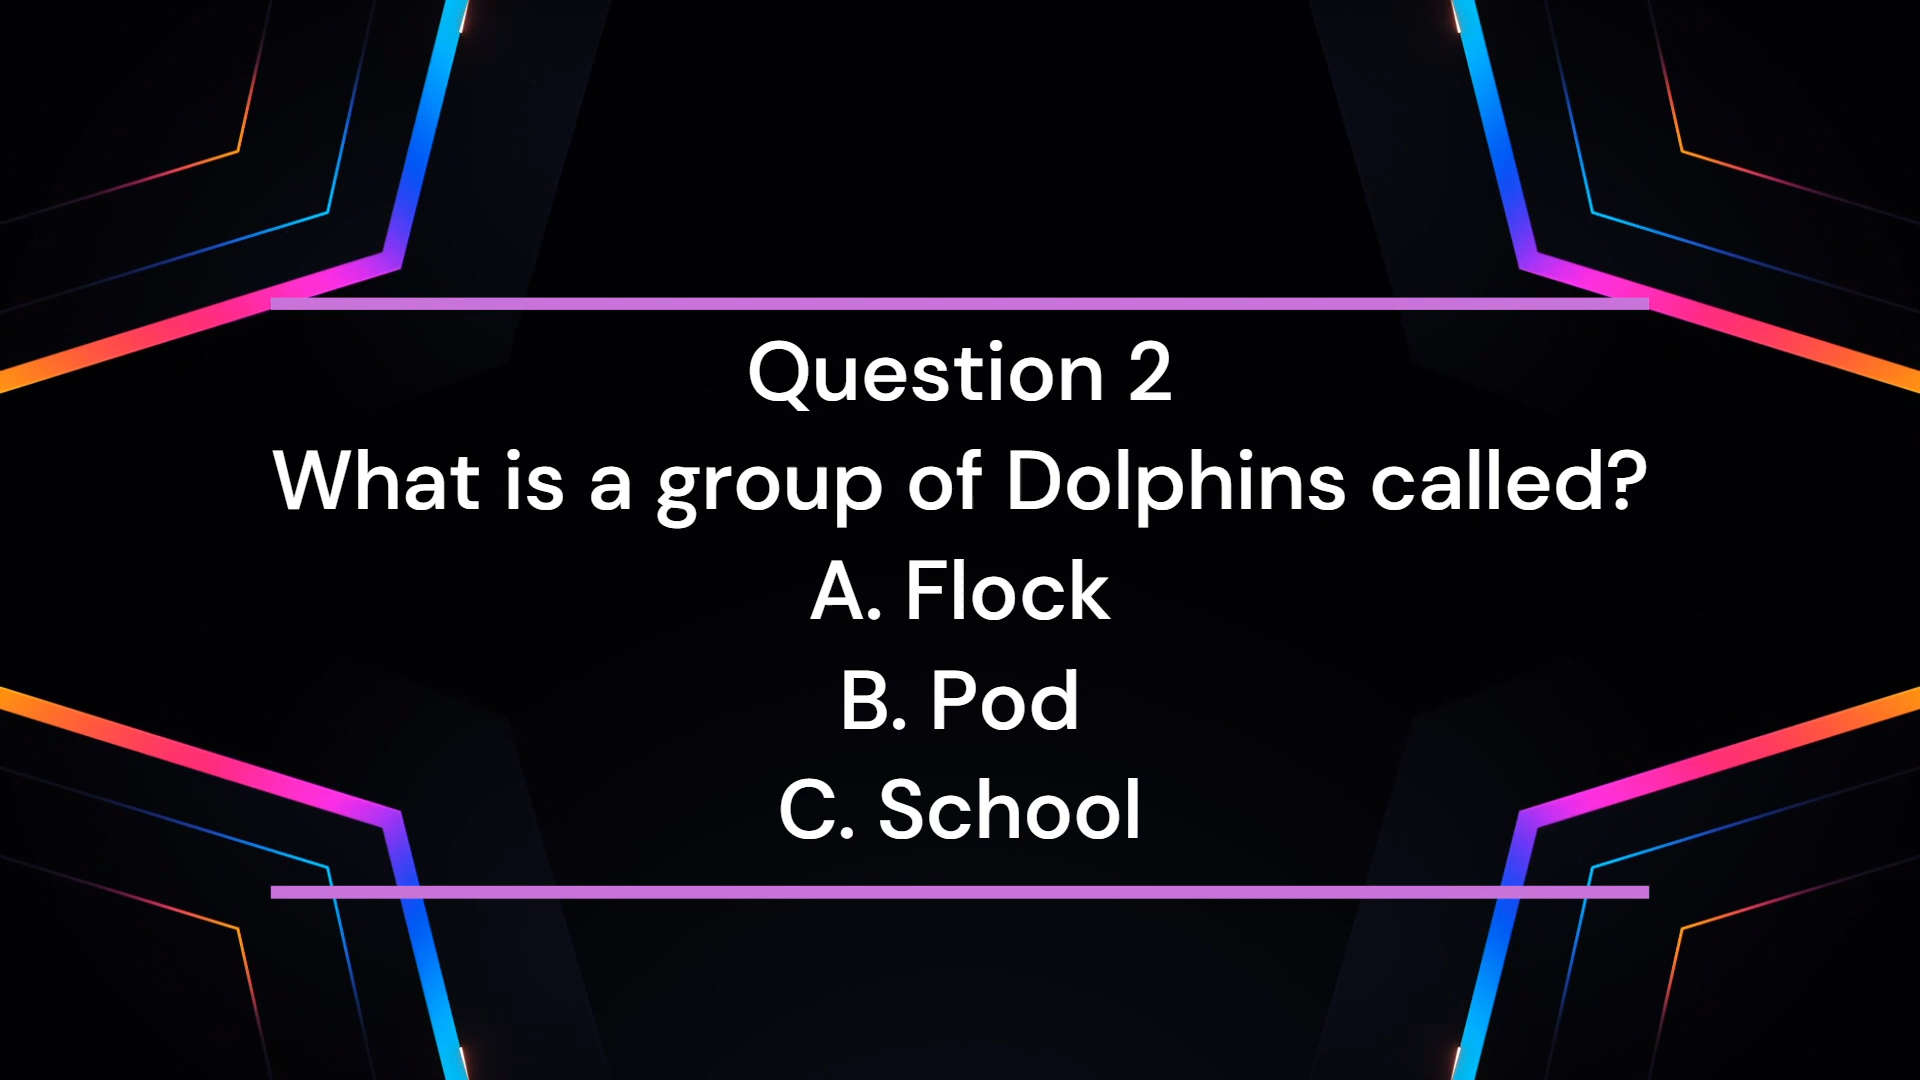 Question 2
What is a group of Dolphins called?
A. Flock
B. Pod
C. School